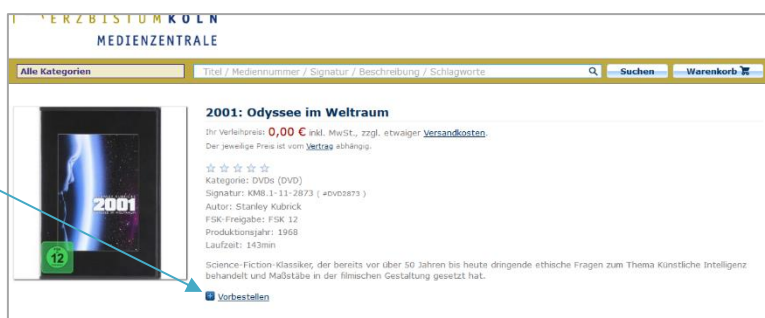 ERZBISTUM KÖLN
MEDIENZENTRALE
Alle Kategorien
Titel / Mediennummer / Signatur / Beschreibung / Schlagworte
Suchen
Warenkorb
2001: Odyssee im Weltraum
Ihr Verleihpreis: 0,00 € inkl. MwSt., zzgl. etwaiger Versandkosten.
Der jeweilige Preis ist vom Vertrag abhängig.
Kategorie: DVDs (DVD)
Signatur: KM8.1-11-2873 ( #DVD2873 )
Autor: Stanley Kubrick
FSK-Freigabe: FSK 12
Produktionsjahr: 1968
Laufzeit: 143min
Science-Fiction-Klassiker, der bereits vor über 50 Jahren bis heute dringende ethische Fragen zum Thema Künstliche Intelligenz
behandelt und Maßstäbe in der filmischen Gestaltung gesetzt hat.
Vorbestellen
2001
12